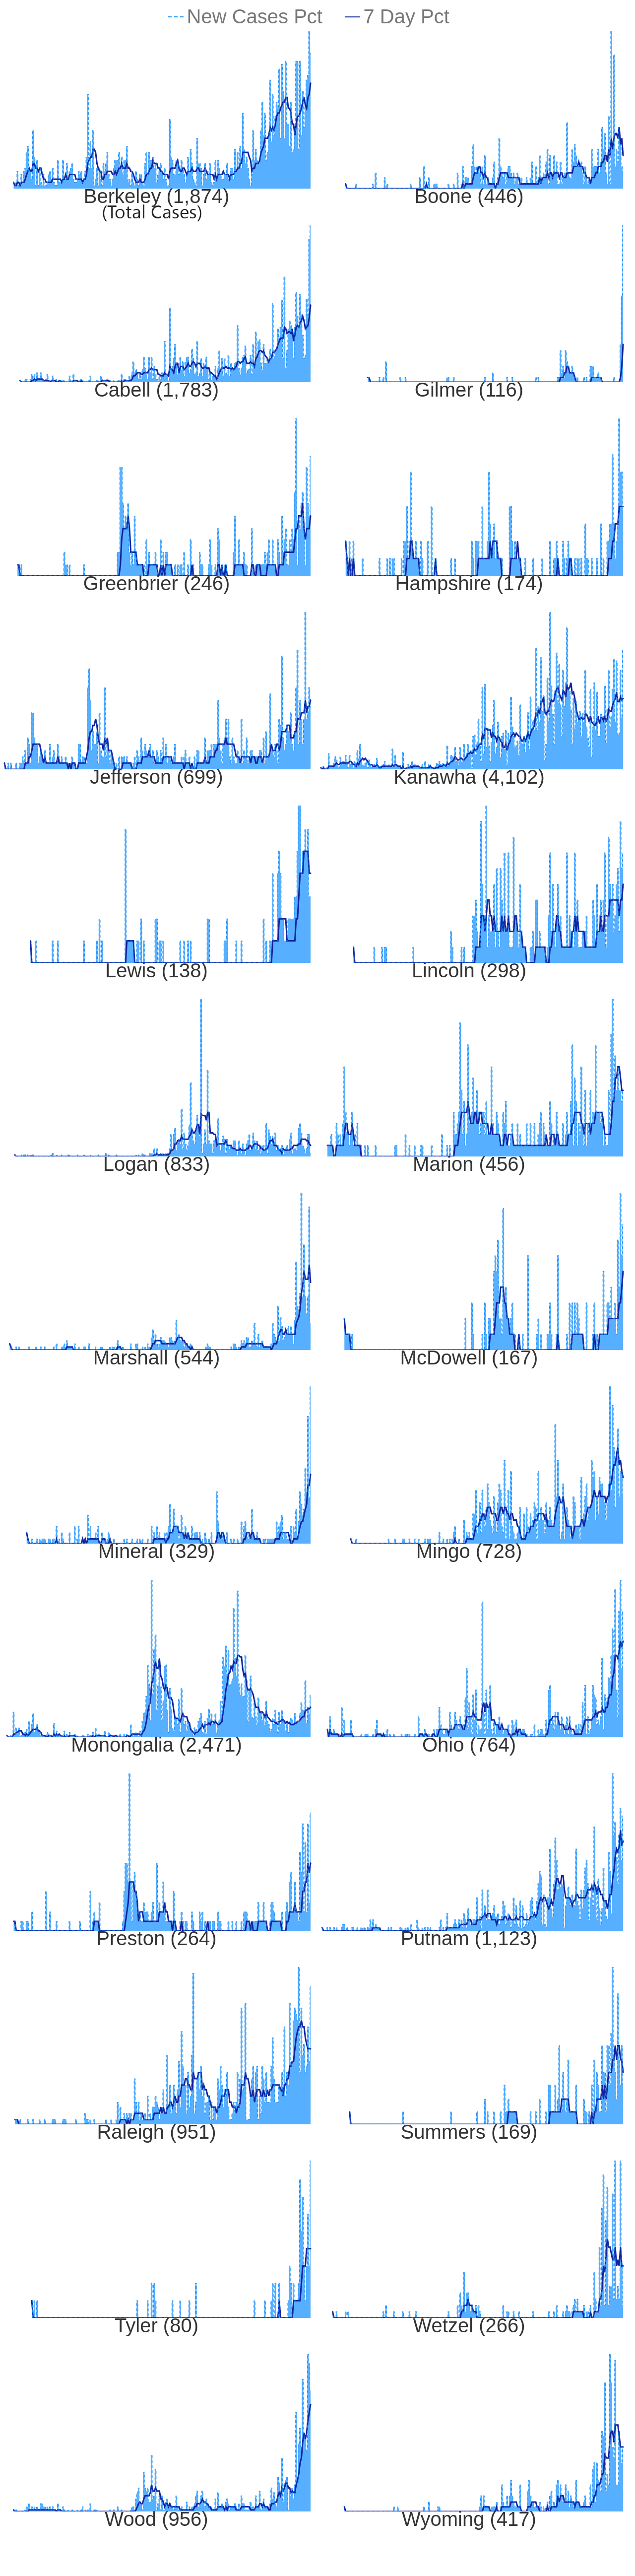 New Cases Pct 7 Day Pct
Berkeley (1,874) Boone (446)
(Total Cases)
Cabell (1,783) Gilmer (116)
Greenbrier (246) Hampshire (174)
Jefferson (699) Kanawha (4,102)
Lewis (138) Lincoln (298)
Logan (833) Marion (456)
Marshall (544) McDowell (167)
Mineral (329) Mingo (728)
Monongalia (2,471) Ohio (764)
Preston (264) Putnam (1,123)
Raleigh (951) Summers (169)
Tyler (80) Wetzel (266)
Wood (956) Wyoming (417)